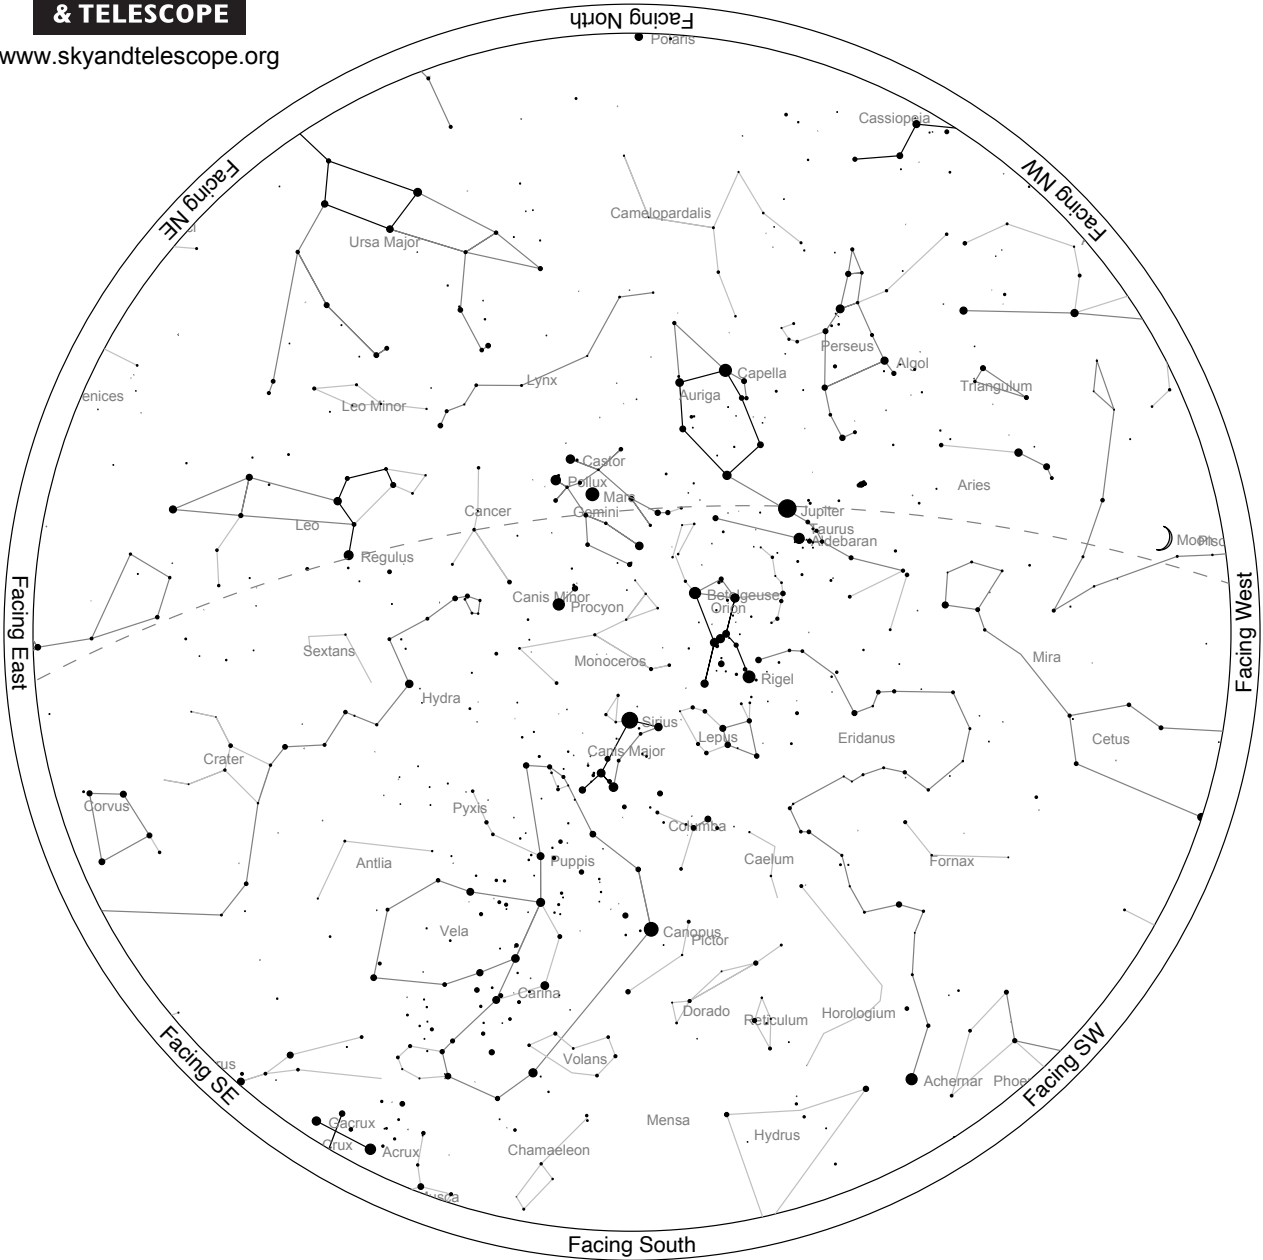 & TELESCOPE
www.skyandtelescope.org
Facing North
Polaris
Cassiopeia
Facing NE
Facing NW
Camelopardalis
Ursa Major
Perseus
Algol
Capella
Lynx
Triangulum
Auriga
enices
Leo Minor
Castor
Pollux
Aries
Mars
Cancer
Gemini
Jupiter
Leo
Taurus
Aldebaran
Moon
Regulus
Canis Minor
Betelgeuse
Procyon
Orion
Facing East
Facing West
Sextans
Monoceros
Mira
Rigel
Hydra
Sirius
Lepus
Eridanus
Cetus
Canis Major
Crater
Corvus
Pyxis
Columba
Antlia
Puppis
Caelum
Fornax
Vela
Canopus
Pictor
Carina
Dorado
Reticulum
Horologium
Volans
rus
Facing SE
Achernar
Phoe
Facing SW
Gacrux
Mensa
Crux
Acrux
Hydrus
Chamaeleon
usca
Facing South